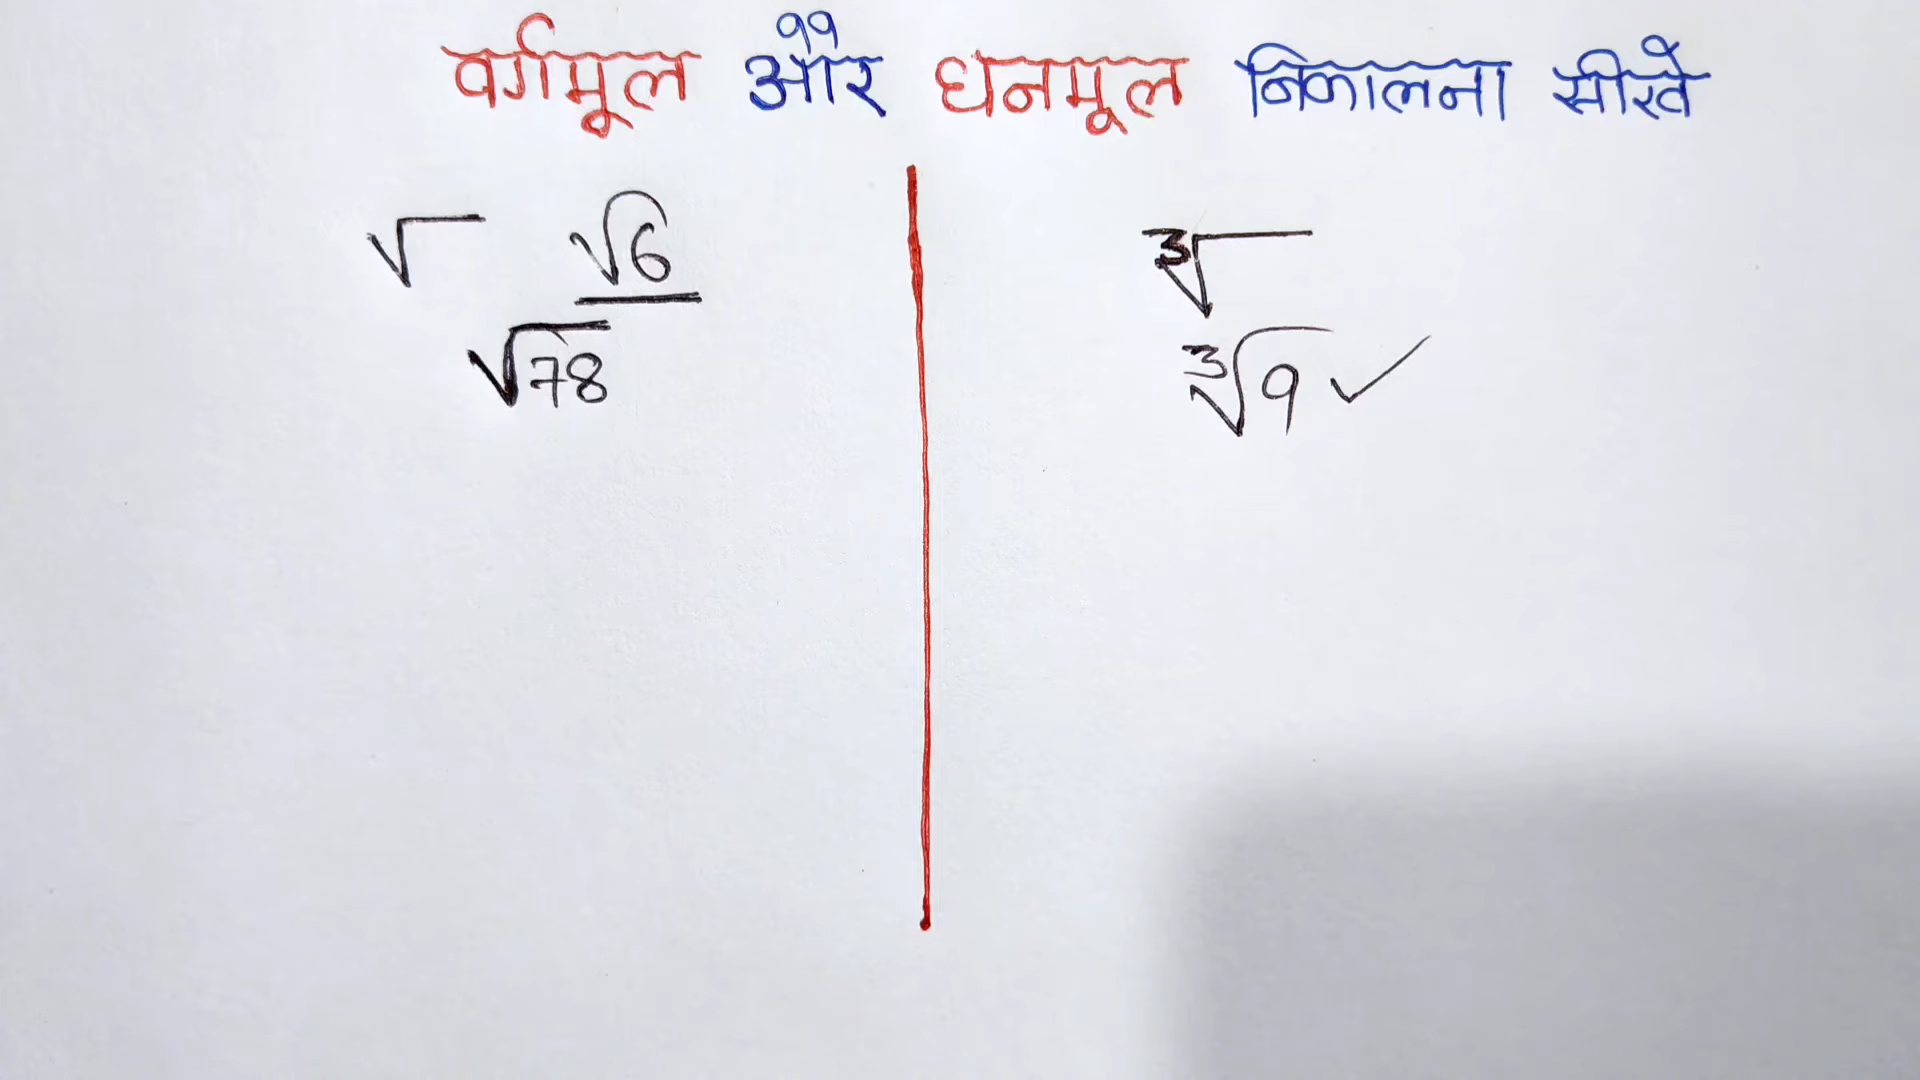 वर्गमूल और धनमूल निकालना सीखे
√ √6
√78
∛
∛9 ✓